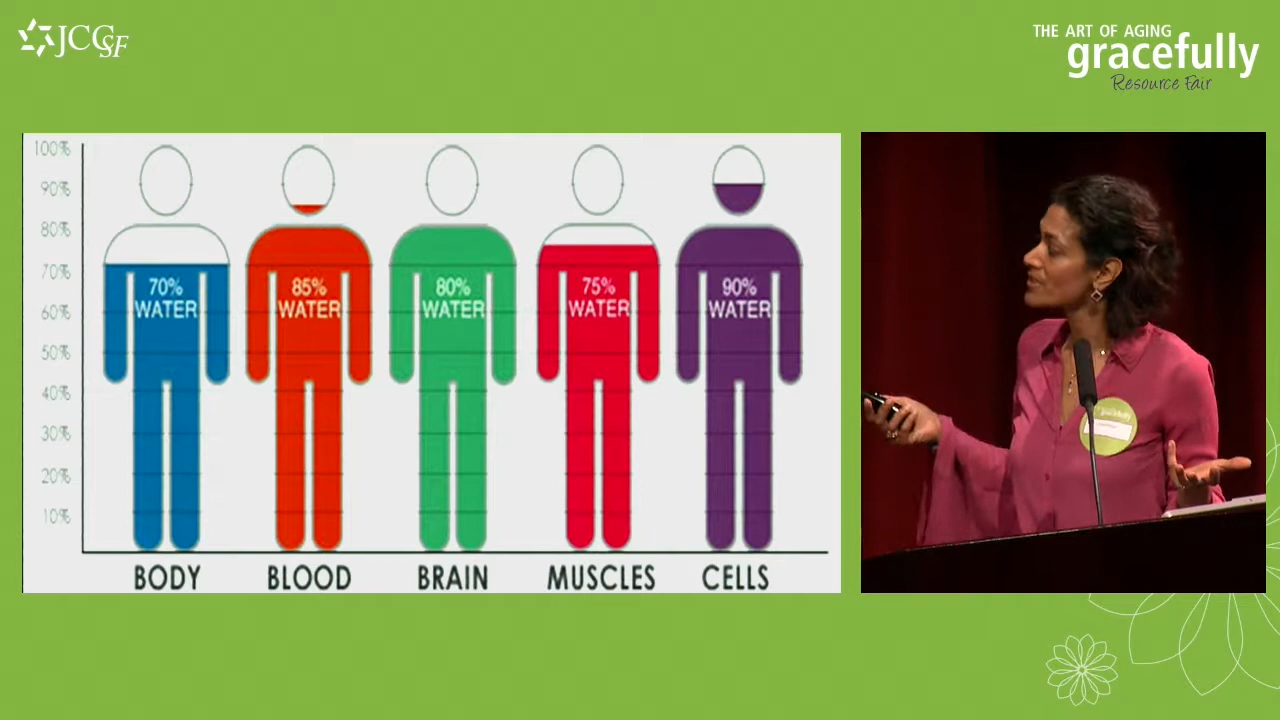 JCCSF
THE ART OF AGING
gracefully
Resource Fair
100%
90%
80%
70%
60%
50%
40%
30%
20%
10%
70%
WATER
85%
WATER
80%
WATER
75%
WATER
90%
WATER
BODY
BLOOD
BRAIN
MUSCLES
CELLS
gracefully